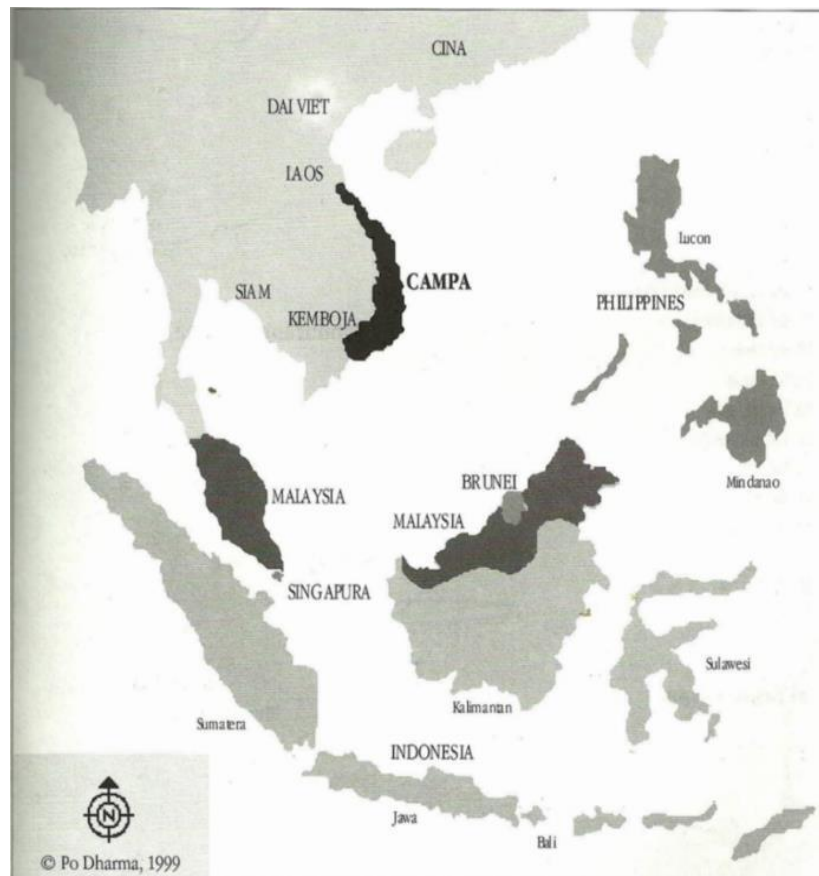 CINA
DAI VIET
LAOS
Lucon
SIAM
CAMPA
KEMBOJA
PHILIPPINES
BRUNEI
MALAYSIA
Mindanao
MALAYSIA
SINGAPURA
Sulawesi
Kalimantan
Sumatera
INDONESIA
Jawa
Bali
N
© Po Dharma, 1999